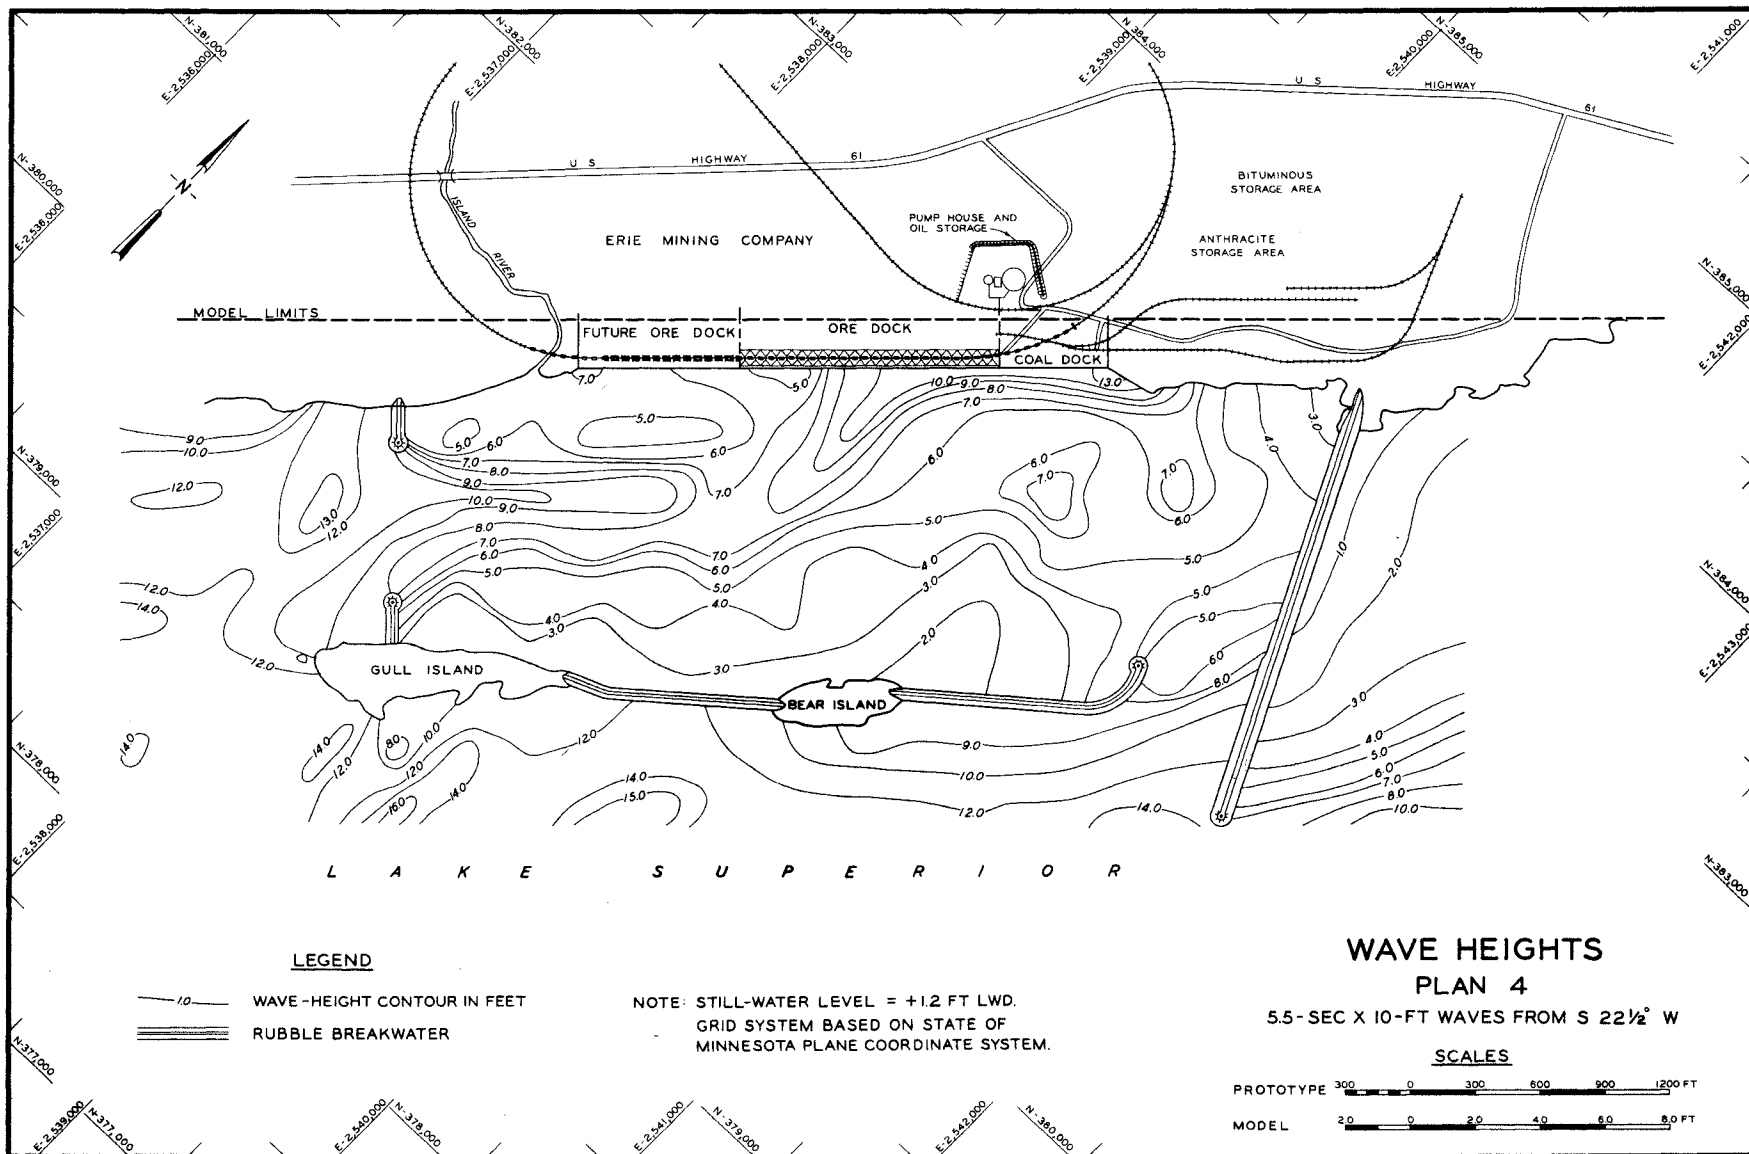 N-381,000
E-2,536,000
N-382,000
E-2,537,000
N-383,000
E-2,538,000
N-384,000
E-2,539,000
N-385,000
E-2,540,000
E-2,541,000
N-380,000
E-2,536,000
N
U S HIGHWAY 61
U S HIGHWAY 61
ISLAND RIVER
ERIE MINING COMPANY
PUMP HOUSE AND
OIL STORAGE
BITUMINOUS
STORAGE AREA
ANTHRACITE
STORAGE AREA
N-385,000
E-2,542,000
MODEL LIMITS
FUTURE ORE DOCK
ORE DOCK
COAL DOCK
7.0
5.0
10.0
9.0
8.0
7.0
13.0
9.0
10.0
5.0
6.0
5.0
6.0
6.0
3.0
4.0
N-379,000
E-2,537,000
12.0
13.0
12.0
7.0
8.0
9.0
10.0
9.0
8.0
7.0
6.0
7.0
7.0
6.0
5.0
5.0
1.0
2.0
12.0
14.0
12.0
7.0
6.0
5.0
7.0
6.0
5.0
4.0
3.0
4.0
3.0
4.0
3.0
2.0
5.0
5.0
6.0
8.0
N-384,000
E-2,543,000
GULL ISLAND
BEAR ISLAND
3.0
4.0
5.0
6.0
7.0
8.0
10.0
14.0
14.0
12.0
8.0
10.0
12.0
16.0
14.0
12.0
14.0
15.0
9.0
10.0
12.0
14.0
N-378,000
E-2,538,000
N-383,000
LAKE SUPERIOR
LEGEND
1.0 WAVE-HEIGHT CONTOUR IN FEET
RUBBLE BREAKWATER
NOTE: STILL-WATER LEVEL = +1.2 FT LWD.
GRID SYSTEM BASED ON STATE OF
MINNESOTA PLANE COORDINATE SYSTEM.
WAVE HEIGHTS
PLAN 4
5.5-SEC X 10-FT WAVES FROM S 22½° W
SCALES
PROTOTYPE 300 0 300 600 900 1200 FT
MODEL 2.0 0 2.0 4.0 6.0 8.0 FT
N-377,000
E-2,539,000
N-377,000
E-2,540,000
N-378,000
E-2,541,000
N-379,000
E-2,542,000
N-380,000